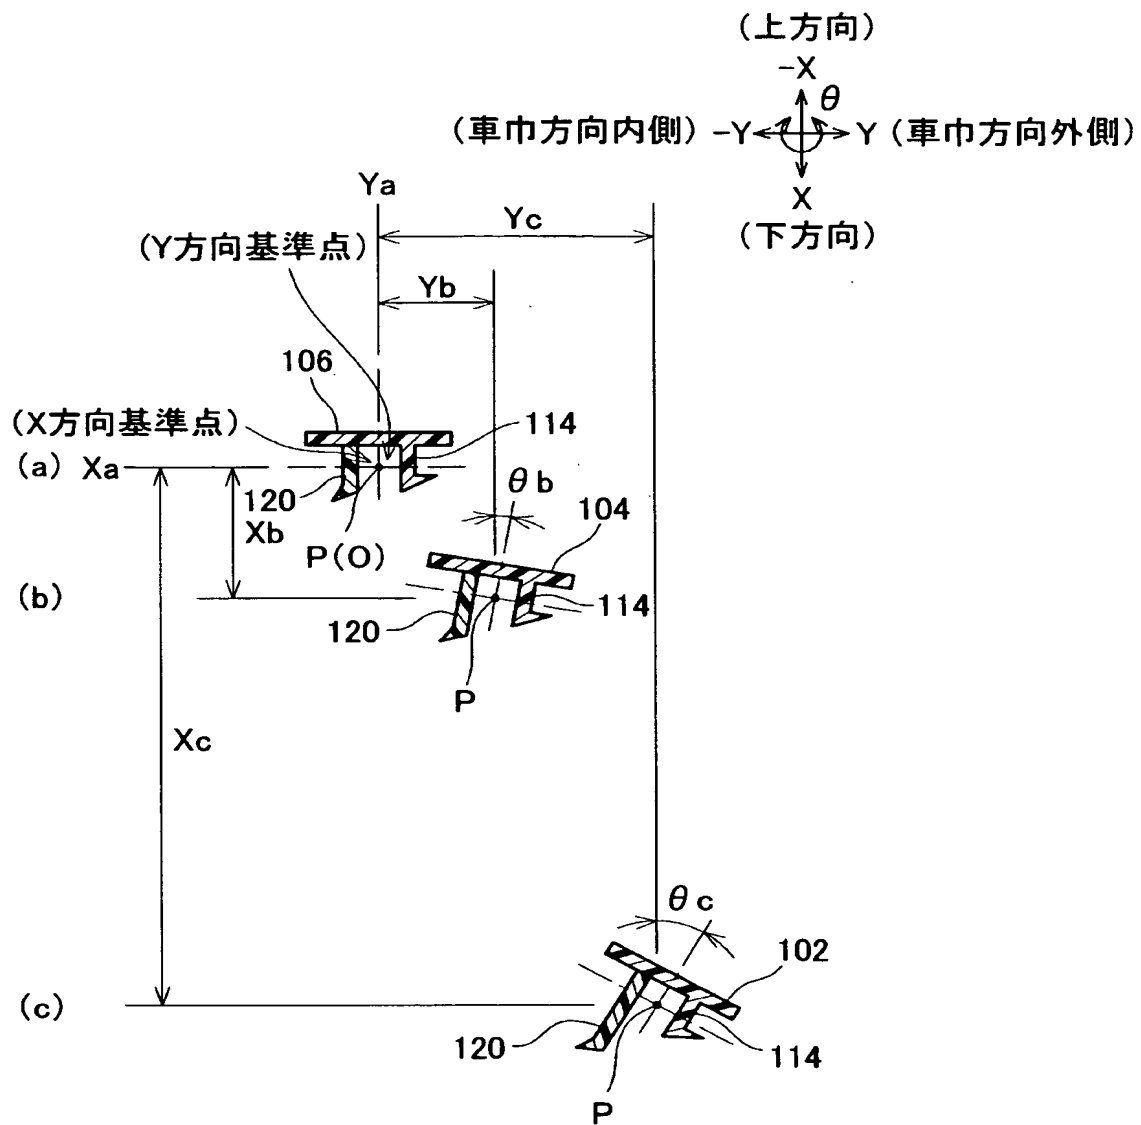 (上方向)
-X
θ
(車巾方向内側) -Y Y (車巾方向外側)
X
(下方向)
Ya
Yc
(Y方向基準点)
Yb
106
(X方向基準点)
114
(a) Xa
120
θb
Xb
104
P(O)
(b)
114
120
P
Xc
θc
102
(c)
120
114
P